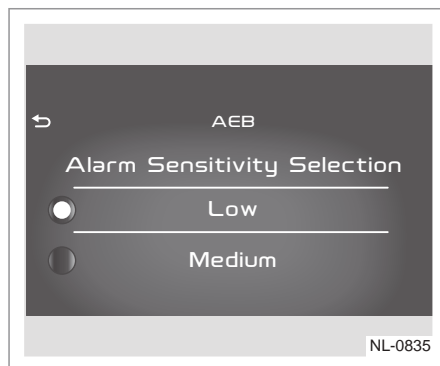 AEB
Alarm Sensitivity Selection
Low
Medium
NL-0835